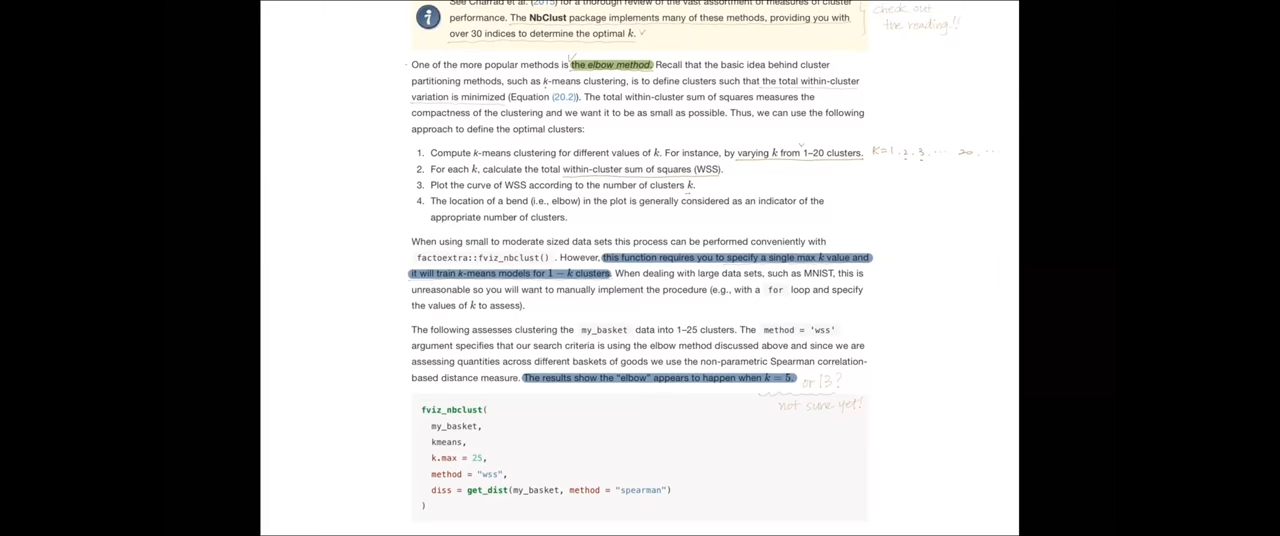 See Charrad et al. (2015) for a thorough review of the vast assortment of measures of cluster
performance. The NbClust package implements many of these methods, providing you with
over 30 indices to determine the optimal k.
check out
the reading!!
One of the more popular methods is the elbow method. Recall that the basic idea behind cluster
partitioning methods, such as k-means clustering, is to define clusters such that the total within-cluster
variation is minimized (Equation (20.2)). The total within-cluster sum of squares measures the
compactness of the clustering and we want it to be as small as possible. Thus, we can use the following
approach to define the optimal clusters:
1. Compute k-means clustering for different values of k. For instance, by varying k from 1–20 clusters. K=1, 2, 3, ... 20, ...
2. For each k, calculate the total within-cluster sum of squares (WSS).
3. Plot the curve of WSS according to the number of clusters k.
4. The location of a bend (i.e., elbow) in the plot is generally considered as an indicator of the
appropriate number of clusters.
When using small to moderate sized data sets this process can be performed conveniently with
factoextra::fviz_nbclust() . However, this function requires you to specify a single max k value and
it will train k-means models for 1 − k clusters. When dealing with large data sets, such as MNIST, this is
unreasonable so you will want to manually implement the procedure (e.g., with a for loop and specify
the values of k to assess).
The following assesses clustering the my_basket data into 1–25 clusters. The method = 'wss'
argument specifies that our search criteria is using the elbow method discussed above and since we are
assessing quantities across different baskets of goods we use the non-parametric Spearman correlation-
based distance measure. The results show the "elbow" appears to happen when k = 5. or 13?
not sure yet!
fviz_nbclust(
my_basket,
kmeans,
k.max = 25,
method = "wss",
diss = get_dist(my_basket, method = "spearman")
)